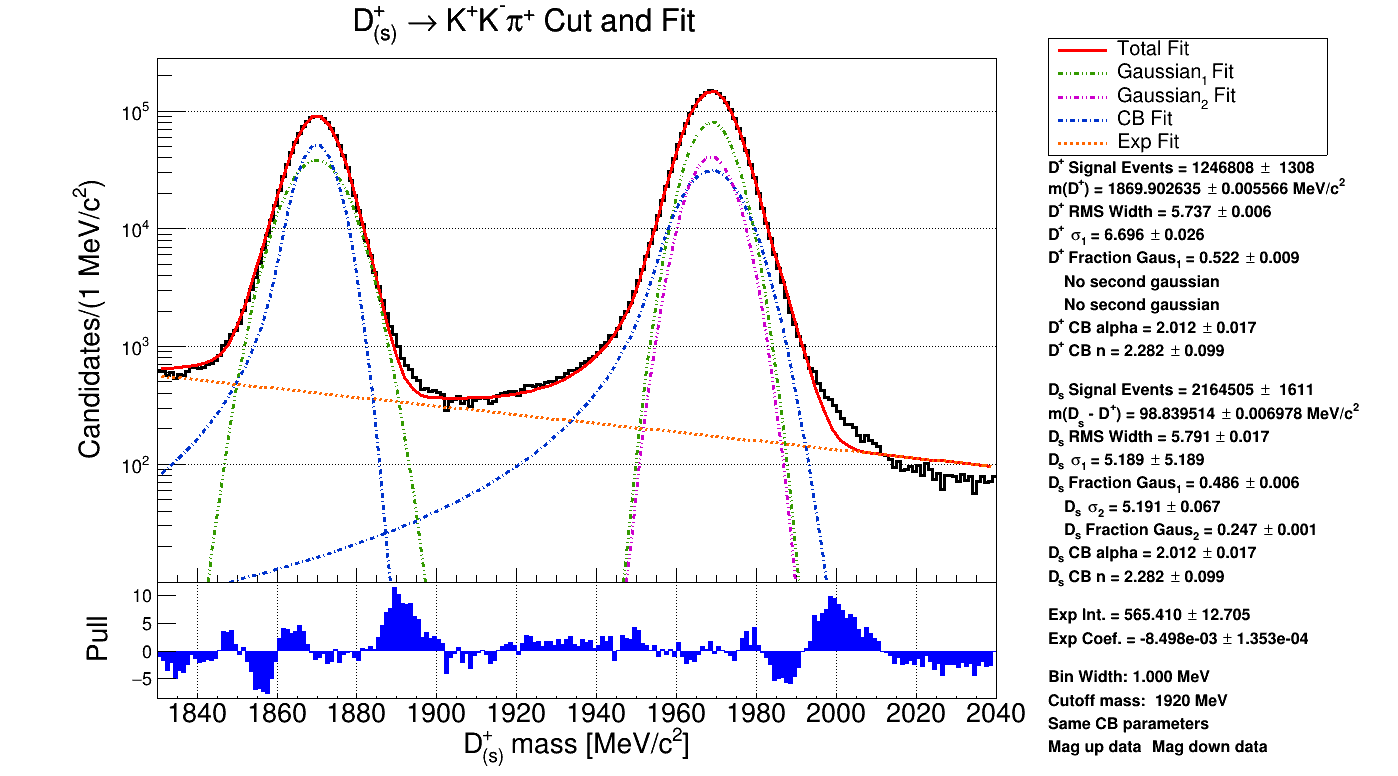 D⁺₍ₛ₎ → K⁺K⁻π⁺ Cut and Fit
Candidates/(1 MeV/c²)
10⁵
10⁴
10³
10²
Pull
10
5
0
−5
1840 1860 1880 1900 1920 1940 1960 1980 2000 2020 2040
D⁺₍ₛ₎ mass [MeV/c²]
Total Fit
Gaussian₁ Fit
Gaussian₂ Fit
CB Fit
Exp Fit
D⁺ Signal Events = 1246808 ± 1308
m(D⁺) = 1869.902635 ± 0.005566 MeV/c²
D⁺ RMS Width = 5.737 ± 0.006
D⁺ σ₁ = 6.696 ± 0.026
D⁺ Fraction Gaus₁ = 0.522 ± 0.009
No second gaussian
No second gaussian
D⁺ CB alpha = 2.012 ± 0.017
D⁺ CB n = 2.282 ± 0.099
Dₛ Signal Events = 2164505 ± 1611
m(Dₛ - D⁺) = 98.839514 ± 0.006978 MeV/c²
Dₛ RMS Width = 5.791 ± 0.017
Dₛ σ₁ = 5.189 ± 5.189
Dₛ Fraction Gaus₁ = 0.486 ± 0.006
Dₛ σ₂ = 5.191 ± 0.067
Dₛ Fraction Gaus₂ = 0.247 ± 0.001
Dₛ CB alpha = 2.012 ± 0.017
Dₛ CB n = 2.282 ± 0.099
Exp Int. = 565.410 ± 12.705
Exp Coef. = -8.498e-03 ± 1.353e-04
Bin Width: 1.000 MeV
Cutoff mass: 1920 MeV
Same CB parameters
Mag up data Mag down data